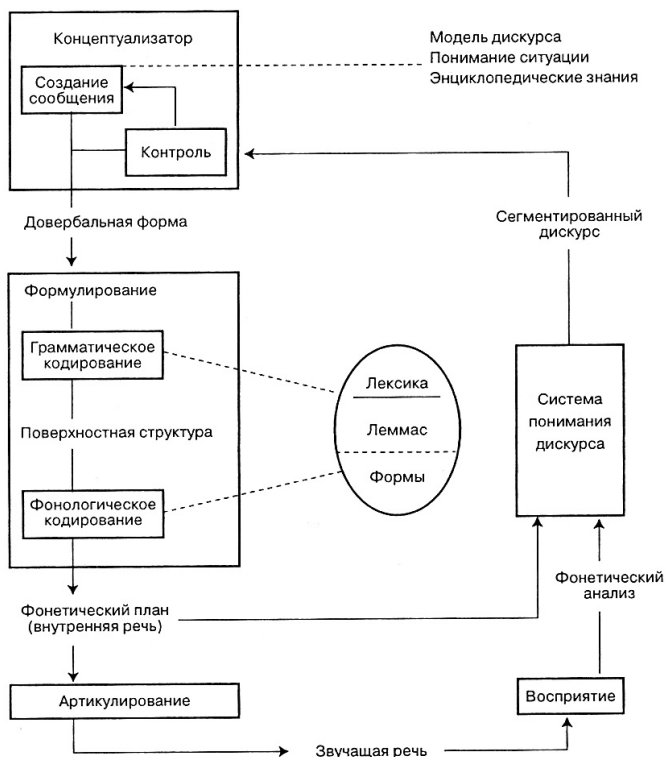 Концептуализатор
Модель дискурса
Понимание ситуации
Энциклопедические знания
Создание
сообщения
Контроль
Довербальная форма
Сегментированный
дискурс
Формулирование
Грамматическое
кодирование
Лексика
Леммас
Формы
Система
понимания
дискурса
Поверхностная структура
Фонологическое
кодирование
Фонетический
анализ
Фонетический план
(внутренняя речь)
Артикулирование
Восприятие
Звучащая речь